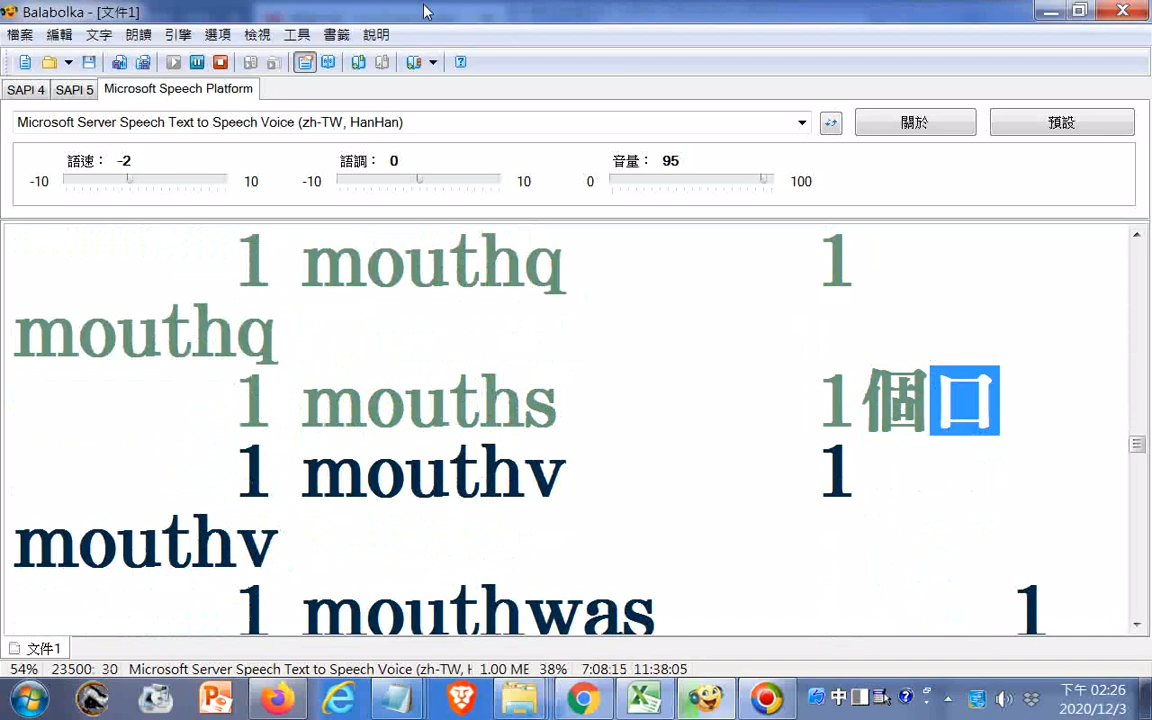 Balabolka - [文件1]
檔案 編輯 文字 朗讀 引擎 選項 檢視 工具 書籤 說明
SAPI 4 SAPI 5 Microsoft Speech Platform
Microsoft Server Speech Text to Speech Voice (zh-TW, HanHan) 關於 預設
語速： -2 語調： 0 音量： 95
-10 10 -10 10 0 100
1 mouthq 1
mouthq
1 mouths 1個口
1 mouthv 1
mouthv
1 mouthwas 1
文件1
54% 23500: 30 Microsoft Server Speech Text to Speech Voice (zh-TW, H 1.00 ME 38% 7:08:15 11:38:05
中 下午 02:26
2020/12/3